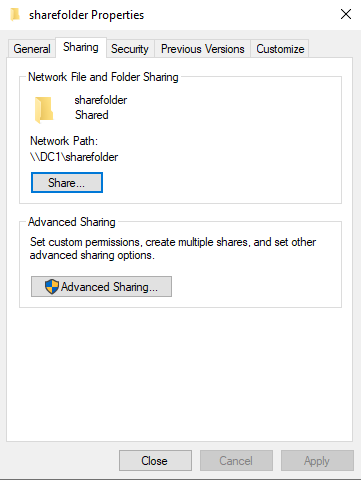 sharefolder Properties
General Sharing Security Previous Versions Customize
Network File and Folder Sharing
sharefolder
Shared
Network Path:
\\DC1\sharefolder
Share...
Advanced Sharing
Set custom permissions, create multiple shares, and set other
advanced sharing options.
Advanced Sharing...
Close Cancel Apply